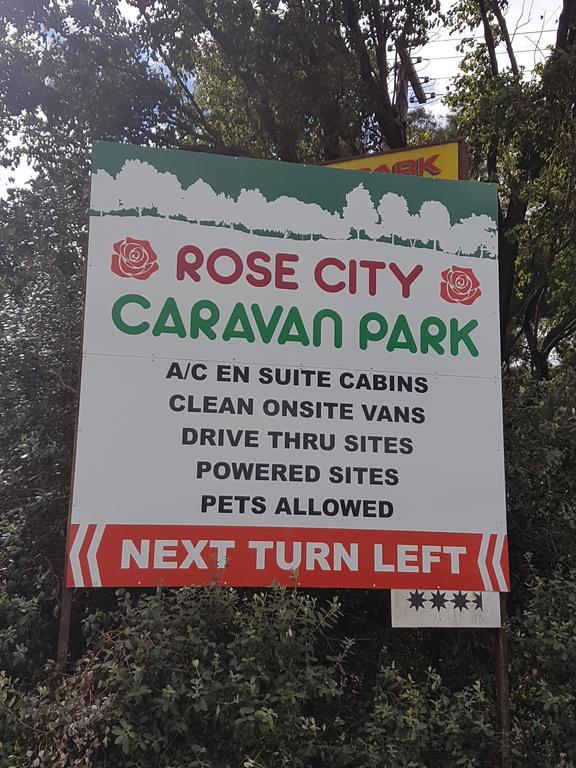 PARK
ROSE CITY
CARAVAN PARK
A/C EN SUITE CABINS
CLEAN ONSITE VANS
DRIVE THRU SITES
POWERED SITES
PETS ALLOWED
NEXT TURN LEFT